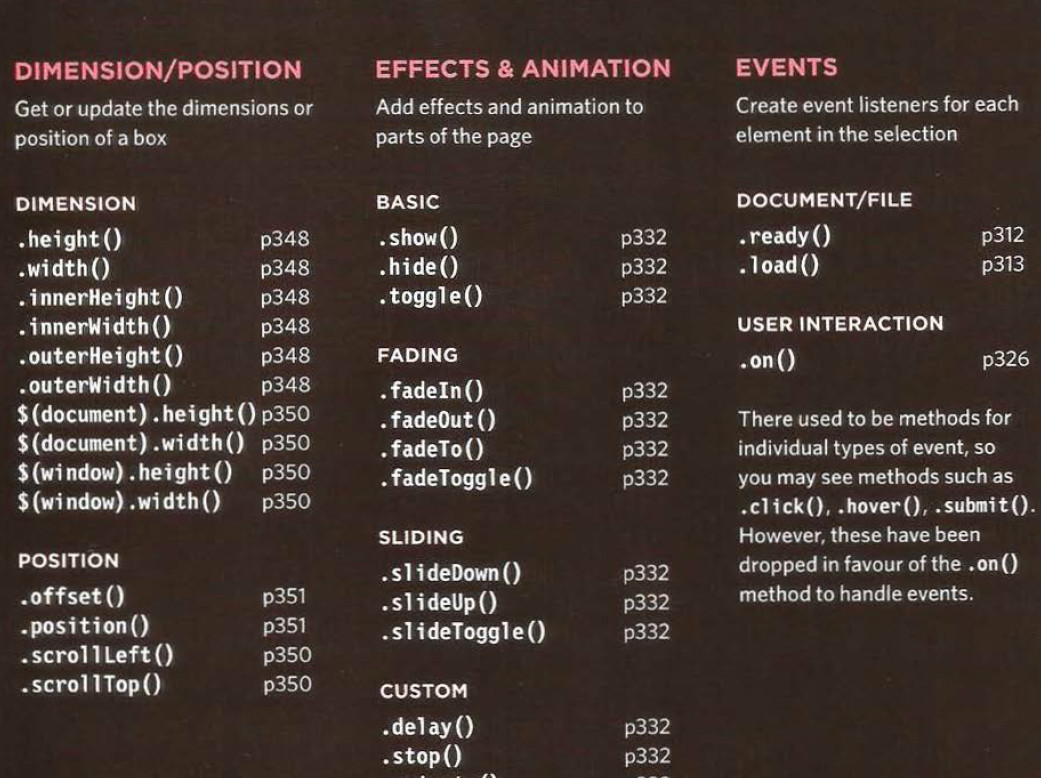 DIMENSION/POSITION
Get or update the dimensions or
position of a box
DIMENSION
.height() p348
.width() p348
.innerHeight() p348
.innerWidth() p348
.outerHeight() p348
.outerWidth() p348
$(document).height() p350
$(document).width() p350
$(window).height() p350
$(window).width() p350
POSITION
.offset() p351
.position() p351
.scrollLeft() p350
.scrollTop() p350
EFFECTS & ANIMATION
Add effects and animation to
parts of the page
BASIC
.show() p332
.hide() p332
.toggle() p332
FADING
.fadeIn() p332
.fadeOut() p332
.fadeTo() p332
.fadeToggle() p332
SLIDING
.slideDown() p332
.slideUp() p332
.slideToggle() p332
CUSTOM
.delay() p332
.stop() p332
EVENTS
Create event listeners for each
element in the selection
DOCUMENT/FILE
.ready() p312
.load() p313
USER INTERACTION
.on() p326
There used to be methods for
individual types of event, so
you may see methods such as
.click(), .hover(), .submit().
However, these have been
dropped in favour of the .on()
method to handle events.